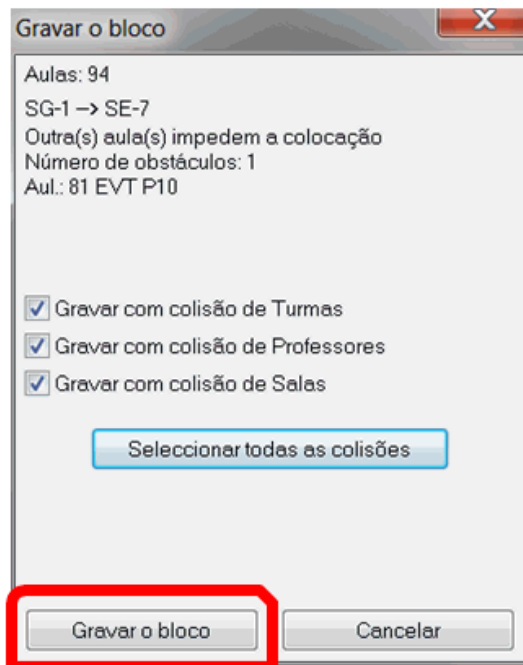 Gravar o bloco
Aulas: 94
SG-1 –> SE-7
Outra(s) aula(s) impedem a colocação
Número de obstáculos: 1
Aul.: 81 EVT P10
Gravar com colisão de Turmas
Gravar com colisão de Professores
Gravar com colisão de Salas
Seleccionar todas as colisões
Gravar o bloco
Cancelar